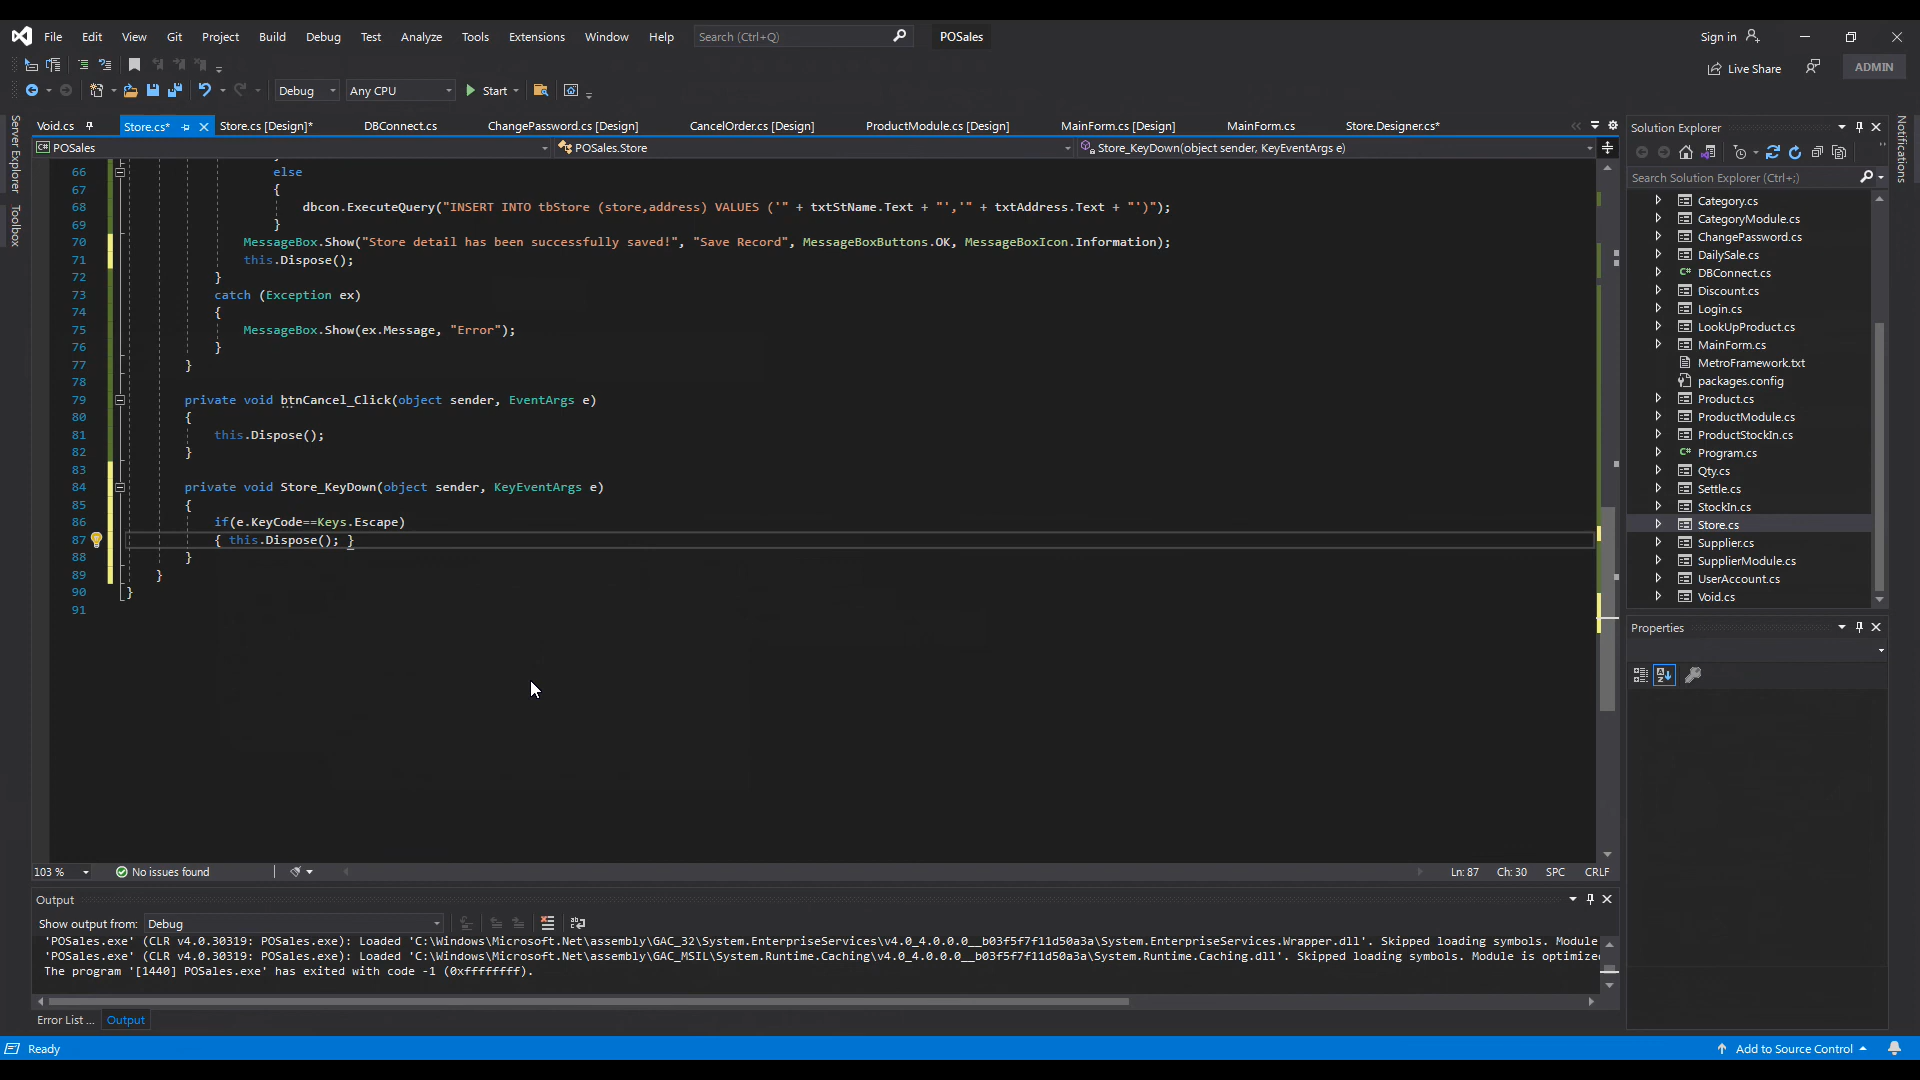 File Edit View Git Project Build Debug Test Analyze Tools Extensions Window Help Search (Ctrl+Q) POSales Sign in
Live Share ADMIN
Debug Any CPU Start
Void.cs Store.cs* Store.cs [Design]* DBConnect.cs ChangePassword.cs [Design] CancelOrder.cs [Design] ProductModule.cs [Design] MainForm.cs [Design] MainForm.cs Store.Designer.cs*
POSales POSales.Store Store_KeyDown(object sender, KeyEventArgs e)
Server Explorer
Toolbox
66 else
67 {
68 dbcon.ExecuteQuery("INSERT INTO tbStore (store,address) VALUES ('" + txtStName.Text + "','" + txtAddress.Text + "')");
69 }
70 MessageBox.Show("Store detail has been successfully saved!", "Save Record", MessageBoxButtons.OK, MessageBoxIcon.Information);
71 this.Dispose();
72 }
73 catch (Exception ex)
74 {
75 MessageBox.Show(ex.Message, "Error");
76 }
77 }
78
79 private void btnCancel_Click(object sender, EventArgs e)
80 {
81 this.Dispose();
82 }
83
84 private void Store_KeyDown(object sender, KeyEventArgs e)
85 {
86 if(e.KeyCode==Keys.Escape)
87 { this.Dispose(); }
88 }
89 }
90 }
91
103 % No issues found Ln: 87 Ch: 30 SPC CRLF
Output
Show output from: Debug
'POSales.exe' (CLR v4.0.30319: POSales.exe): Loaded 'C:\Windows\Microsoft.Net\assembly\GAC_32\System.EnterpriseServices\v4.0_4.0.0.0__b03f5f7f11d50a3a\System.EnterpriseServices.Wrapper.dll'. Skipped loading symbols. Module
'POSales.exe' (CLR v4.0.30319: POSales.exe): Loaded 'C:\Windows\Microsoft.Net\assembly\GAC_MSIL\System.Runtime.Caching\v4.0_4.0.0.0__b03f5f7f11d50a3a\System.Runtime.Caching.dll'. Skipped loading symbols. Module is optimize
The program '[1440] POSales.exe' has exited with code -1 (0xffffffff).
Error List ... Output
Solution Explorer
Search Solution Explorer (Ctrl+;)
Category.cs
CategoryModule.cs
ChangePassword.cs
DailySale.cs
DBConnect.cs
Discount.cs
Login.cs
LookUpProduct.cs
MainForm.cs
MetroFramework.txt
packages.config
Product.cs
ProductModule.cs
ProductStockIn.cs
Program.cs
Qty.cs
Settle.cs
StockIn.cs
Store.cs
Supplier.cs
SupplierModule.cs
UserAccount.cs
Void.cs
Properties
Notifications
Ready Add to Source Control